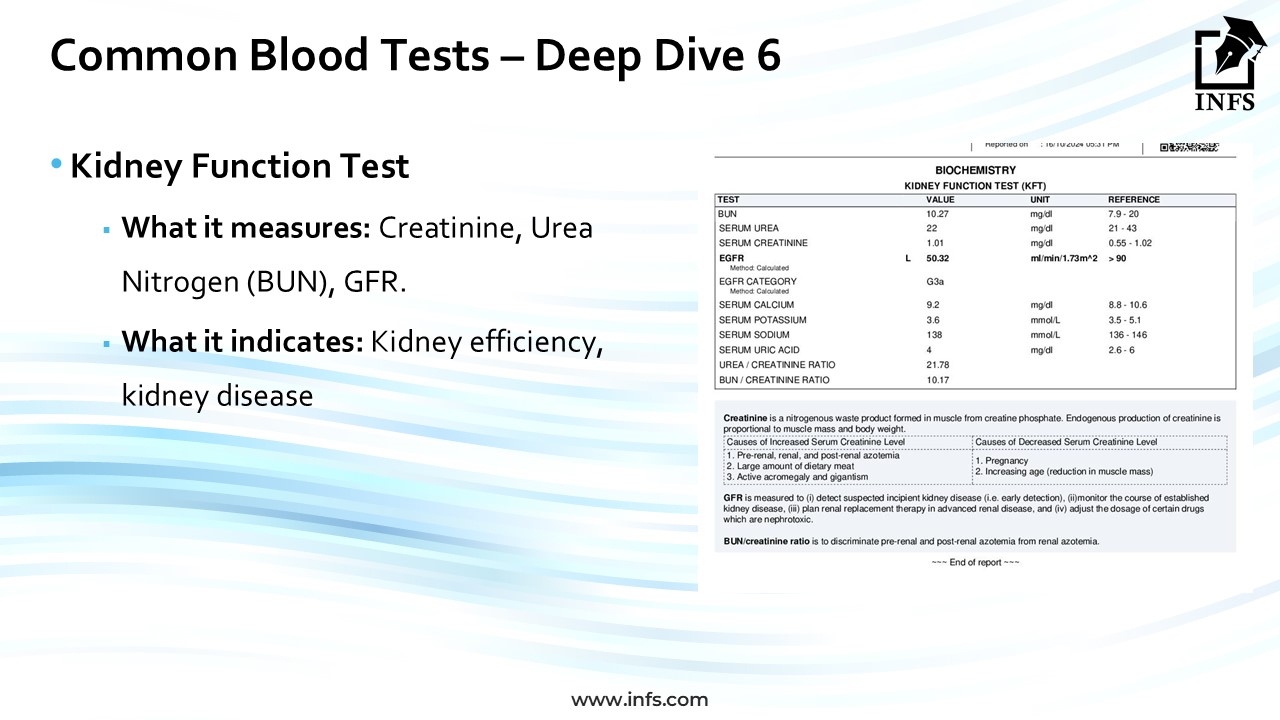 Common Blood Tests – Deep Dive 6
INFS
• Kidney Function Test
▪ What it measures: Creatinine, Urea
Nitrogen (BUN), GFR.
▪ What it indicates: Kidney efficiency,
kidney disease
Reported on : 16/10/2024 05:51 PM
BIOCHEMISTRY
KIDNEY FUNCTION TEST (KFT)
TEST VALUE UNIT REFERENCE
BUN 10.27 mg/dl 7.9 - 20
SERUM UREA 22 mg/dl 21 - 43
SERUM CREATININE 1.01 mg/dl 0.55 - 1.02
EGFR L 50.32 ml/min/1.73m^2 > 90
Method: Calculated
EGFR CATEGORY G3a
Method: Calculated
SERUM CALCIUM 9.2 mg/dl 8.8 - 10.6
SERUM POTASSIUM 3.6 mmol/L 3.5 - 5.1
SERUM SODIUM 138 mmol/L 136 - 146
SERUM URIC ACID 4 mg/dl 2.6 - 6
UREA / CREATININE RATIO 21.78
BUN / CREATININE RATIO 10.17
Creatinine is a nitrogenous waste product formed in muscle from creatine phosphate. Endogenous production of creatinine is
proportional to muscle mass and body weight.
Causes of Increased Serum Creatinine Level Causes of Decreased Serum Creatinine Level
1. Pre-renal, renal, and post-renal azotemia
2. Large amount of dietary meat
3. Active acromegaly and gigantism
1. Pregnancy
2. Increasing age (reduction in muscle mass)
GFR is measured to (i) detect suspected incipient kidney disease (i.e. early detection), (ii)monitor the course of established
kidney disease, (iii) plan renal replacement therapy in advanced renal disease, and (iv) adjust the dosage of certain drugs
which are nephrotoxic.
BUN/creatinine ratio is to discriminate pre-renal and post-renal azotemia from renal azotemia.
~~~ End of report ~~~
www.infs.com